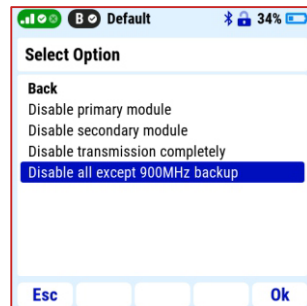 B Default 34%
Select Option
Back
Disable primary module
Disable secondary module
Disable transmission completely
Disable all except 900MHz backup
Esc Ok